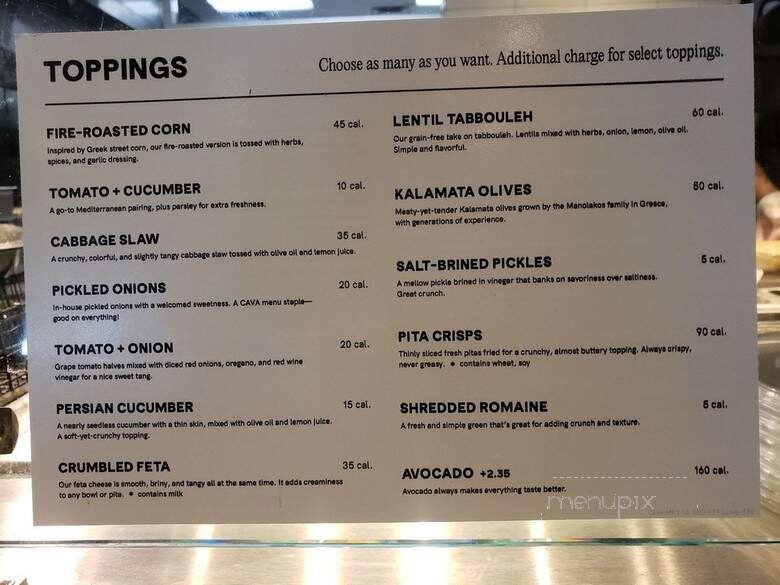 TOPPINGS
Choose as many as you want. Additional charge for select toppings.
FIRE-ROASTED CORN 45 cal.
Inspired by Greek street corn, our fire-roasted version is tossed with herbs,
spices, and garlic dressing.
TOMATO + CUCUMBER 10 cal.
A go-to Mediterranean pairing, plus parsley for extra freshness.
CABBAGE SLAW 35 cal.
A crunchy, colorful, and slightly tangy cabbage slaw tossed with olive oil and lemon juice.
PICKLED ONIONS 20 cal.
In-house pickled onions with a welcomed sweetness. A CAVA menu staple—
good on everything!
TOMATO + ONION 20 cal.
Grape tomato halves mixed with diced red onions, oregano, and red wine
vinegar for a nice sweet tang.
PERSIAN CUCUMBER 15 cal.
A nearly seedless cucumber with a thin skin, mixed with olive oil and lemon juice.
A soft-yet-crunchy topping.
CRUMBLED FETA 35 cal.
Our feta cheese is smooth, briny, and tangy all at the same time. It adds creaminess
to any bowl or pita. • contains milk
LENTIL TABBOULEH 60 cal.
Our grain-free take on tabbouleh. Lentils mixed with herbs, onion, lemon, olive oil.
Simple and flavorful.
KALAMATA OLIVES 50 cal.
Meaty-yet-tender Kalamata olives grown by the Manolakos family in Greece,
with generations of experience.
SALT-BRINED PICKLES 5 cal.
A mellow pickle brined in vinegar that banks on savoriness over saltiness.
Great crunch.
PITA CRISPS 90 cal.
Thinly sliced fresh pitas fried for a crunchy, almost buttery topping. Always crispy,
never greasy. • contains wheat, soy
SHREDDED ROMAINE 5 cal.
A fresh and simple green that's great for adding crunch and texture.
AVOCADO +2.35 160 cal.
Avocado always makes everything taste better.
menupix